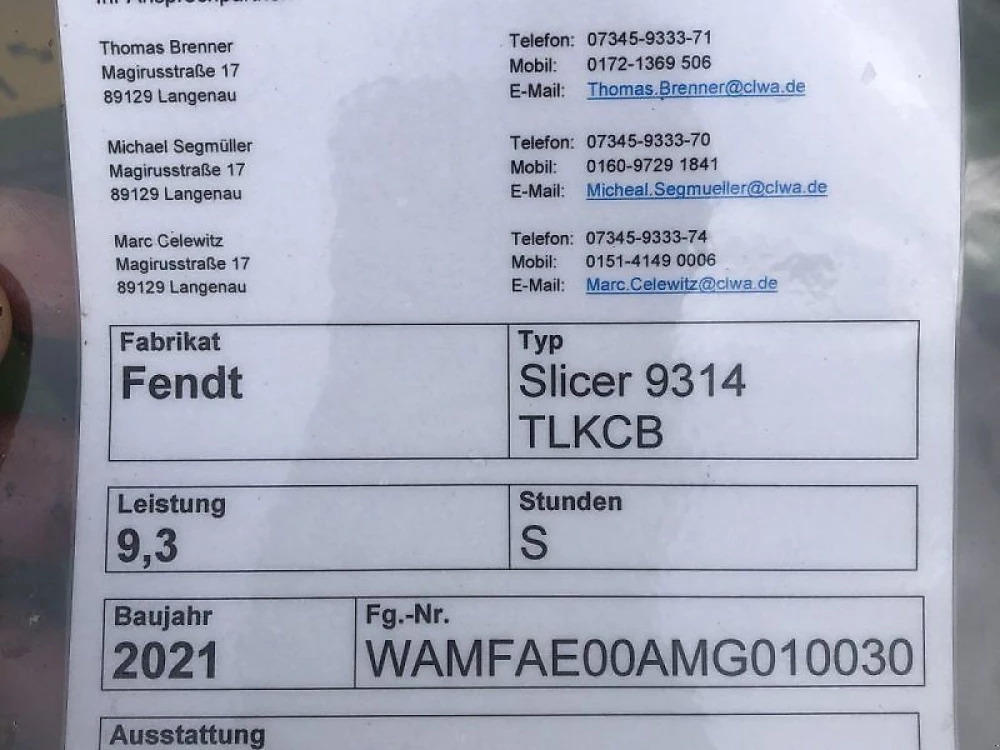 Ihr Ansprechpartner
Thomas Brenner Telefon: 07345-9333-71
Magirusstraße 17 Mobil: 0172-1369 506
89129 Langenau E-Mail: Thomas.Brenner@clwa.de
Michael Segmüller Telefon: 07345-9333-70
Magirusstraße 17 Mobil: 0160-9729 1841
89129 Langenau E-Mail: Micheal.Segmueller@clwa.de
Marc Celewitz Telefon: 07345-9333-74
Magirusstraße 17 Mobil: 0151-4149 0006
89129 Langenau E-Mail: Marc.Celewitz@clwa.de
Fabrikat Typ
Fendt Slicer 9314
TLKCB
Leistung Stunden
9,3 S
Baujahr Fg.-Nr.
2021 WAMFAE00AMG010030
Ausstattung